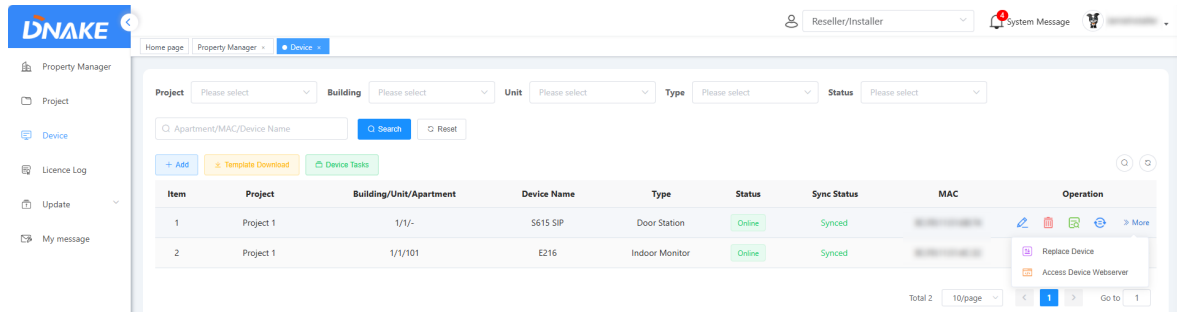 DNAKE
Reseller/Installer
4
System Message
Home page
Property Manager ×
Device ×
Property Manager
Project
Device
Licence Log
Update
My message
Project Please select
Building Please select
Unit Please select
Type Please select
Status Please select
Apartment/MAC/Device Name
Search
Reset
+ Add
Template Download
Device Tasks
Item Project Building/Unit/Apartment Device Name Type Status Sync Status MAC Operation
1 Project 1 1/1/- S615 SIP Door Station Online Synced » More
2 Project 1 1/1/101 E216 Indoor Monitor Online Synced
Replace Device
Access Device Webserver
Total 2 10/page < 1 > Go to 1